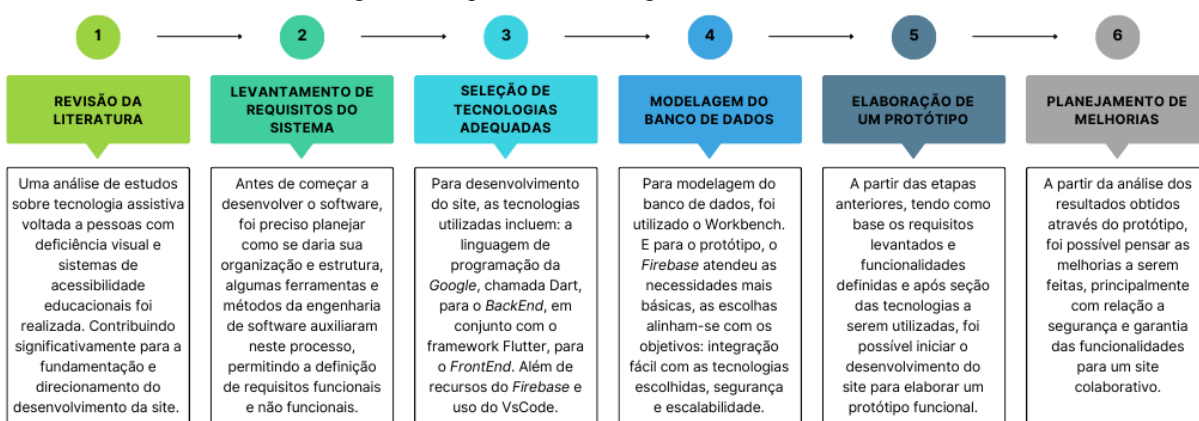 1
2
3
4
5
6
REVISÃO DA
LITERATURA
Uma análise de estudos
sobre tecnologia assistiva
voltada a pessoas com
deficiência visual e
sistemas de
acessibilidade
educacionais foi
realizada. Contribuindo
significativamente para a
fundamentação e
direcionamento do
desenvolvimento da site.
LEVANTAMENTO DE
REQUISITOS DO
SISTEMA
Antes de começar a
desenvolver o software,
foi preciso planejar
como se daria sua
organização e estrutura,
algumas ferramentas e
métodos da engenharia
de software auxiliaram
neste processo,
permitindo a definição
de requisitos funcionais
e não funcionais.
SELEÇÃO DE
TECNOLOGIAS
ADEQUADAS
Para desenvolvimento
do site, as tecnologias
utilizadas incluem: a
linguagem de
programação da
Google, chamada Dart,
para o BackEnd, em
conjunto com o
framework Flutter, para
o FrontEnd. Além de
recursos do Firebase e
uso do VsCode.
MODELAGEM DO
BANCO DE DADOS
Para modelagem do
banco de dados, foi
utilizado o Workbench.
E para o protótipo, o
Firebase atendeu as
necessidades mais
básicas, as escolhas
alinham-se com os
objetivos: integração
fácil com as tecnologias
escolhidas, segurança
e escalabilidade.
ELABORAÇÃO DE
UM PROTÓTIPO
A partir das etapas
anteriores, tendo como
base os requisitos
levantados e
funcionalidades
definidas e após seção
das tecnologias a
serem utilizadas, foi
possível iniciar o
desenvolvimento do
site para elaborar um
protótipo funcional.
PLANEJAMENTO DE
MELHORIAS
A partir da análise dos
resultados obtidos
através do protótipo,
foi possível pensar as
melhorias a serem
feitas, principalmente
com relação a
segurança e garantia
das funcionalidades
para um site
colaborativo.